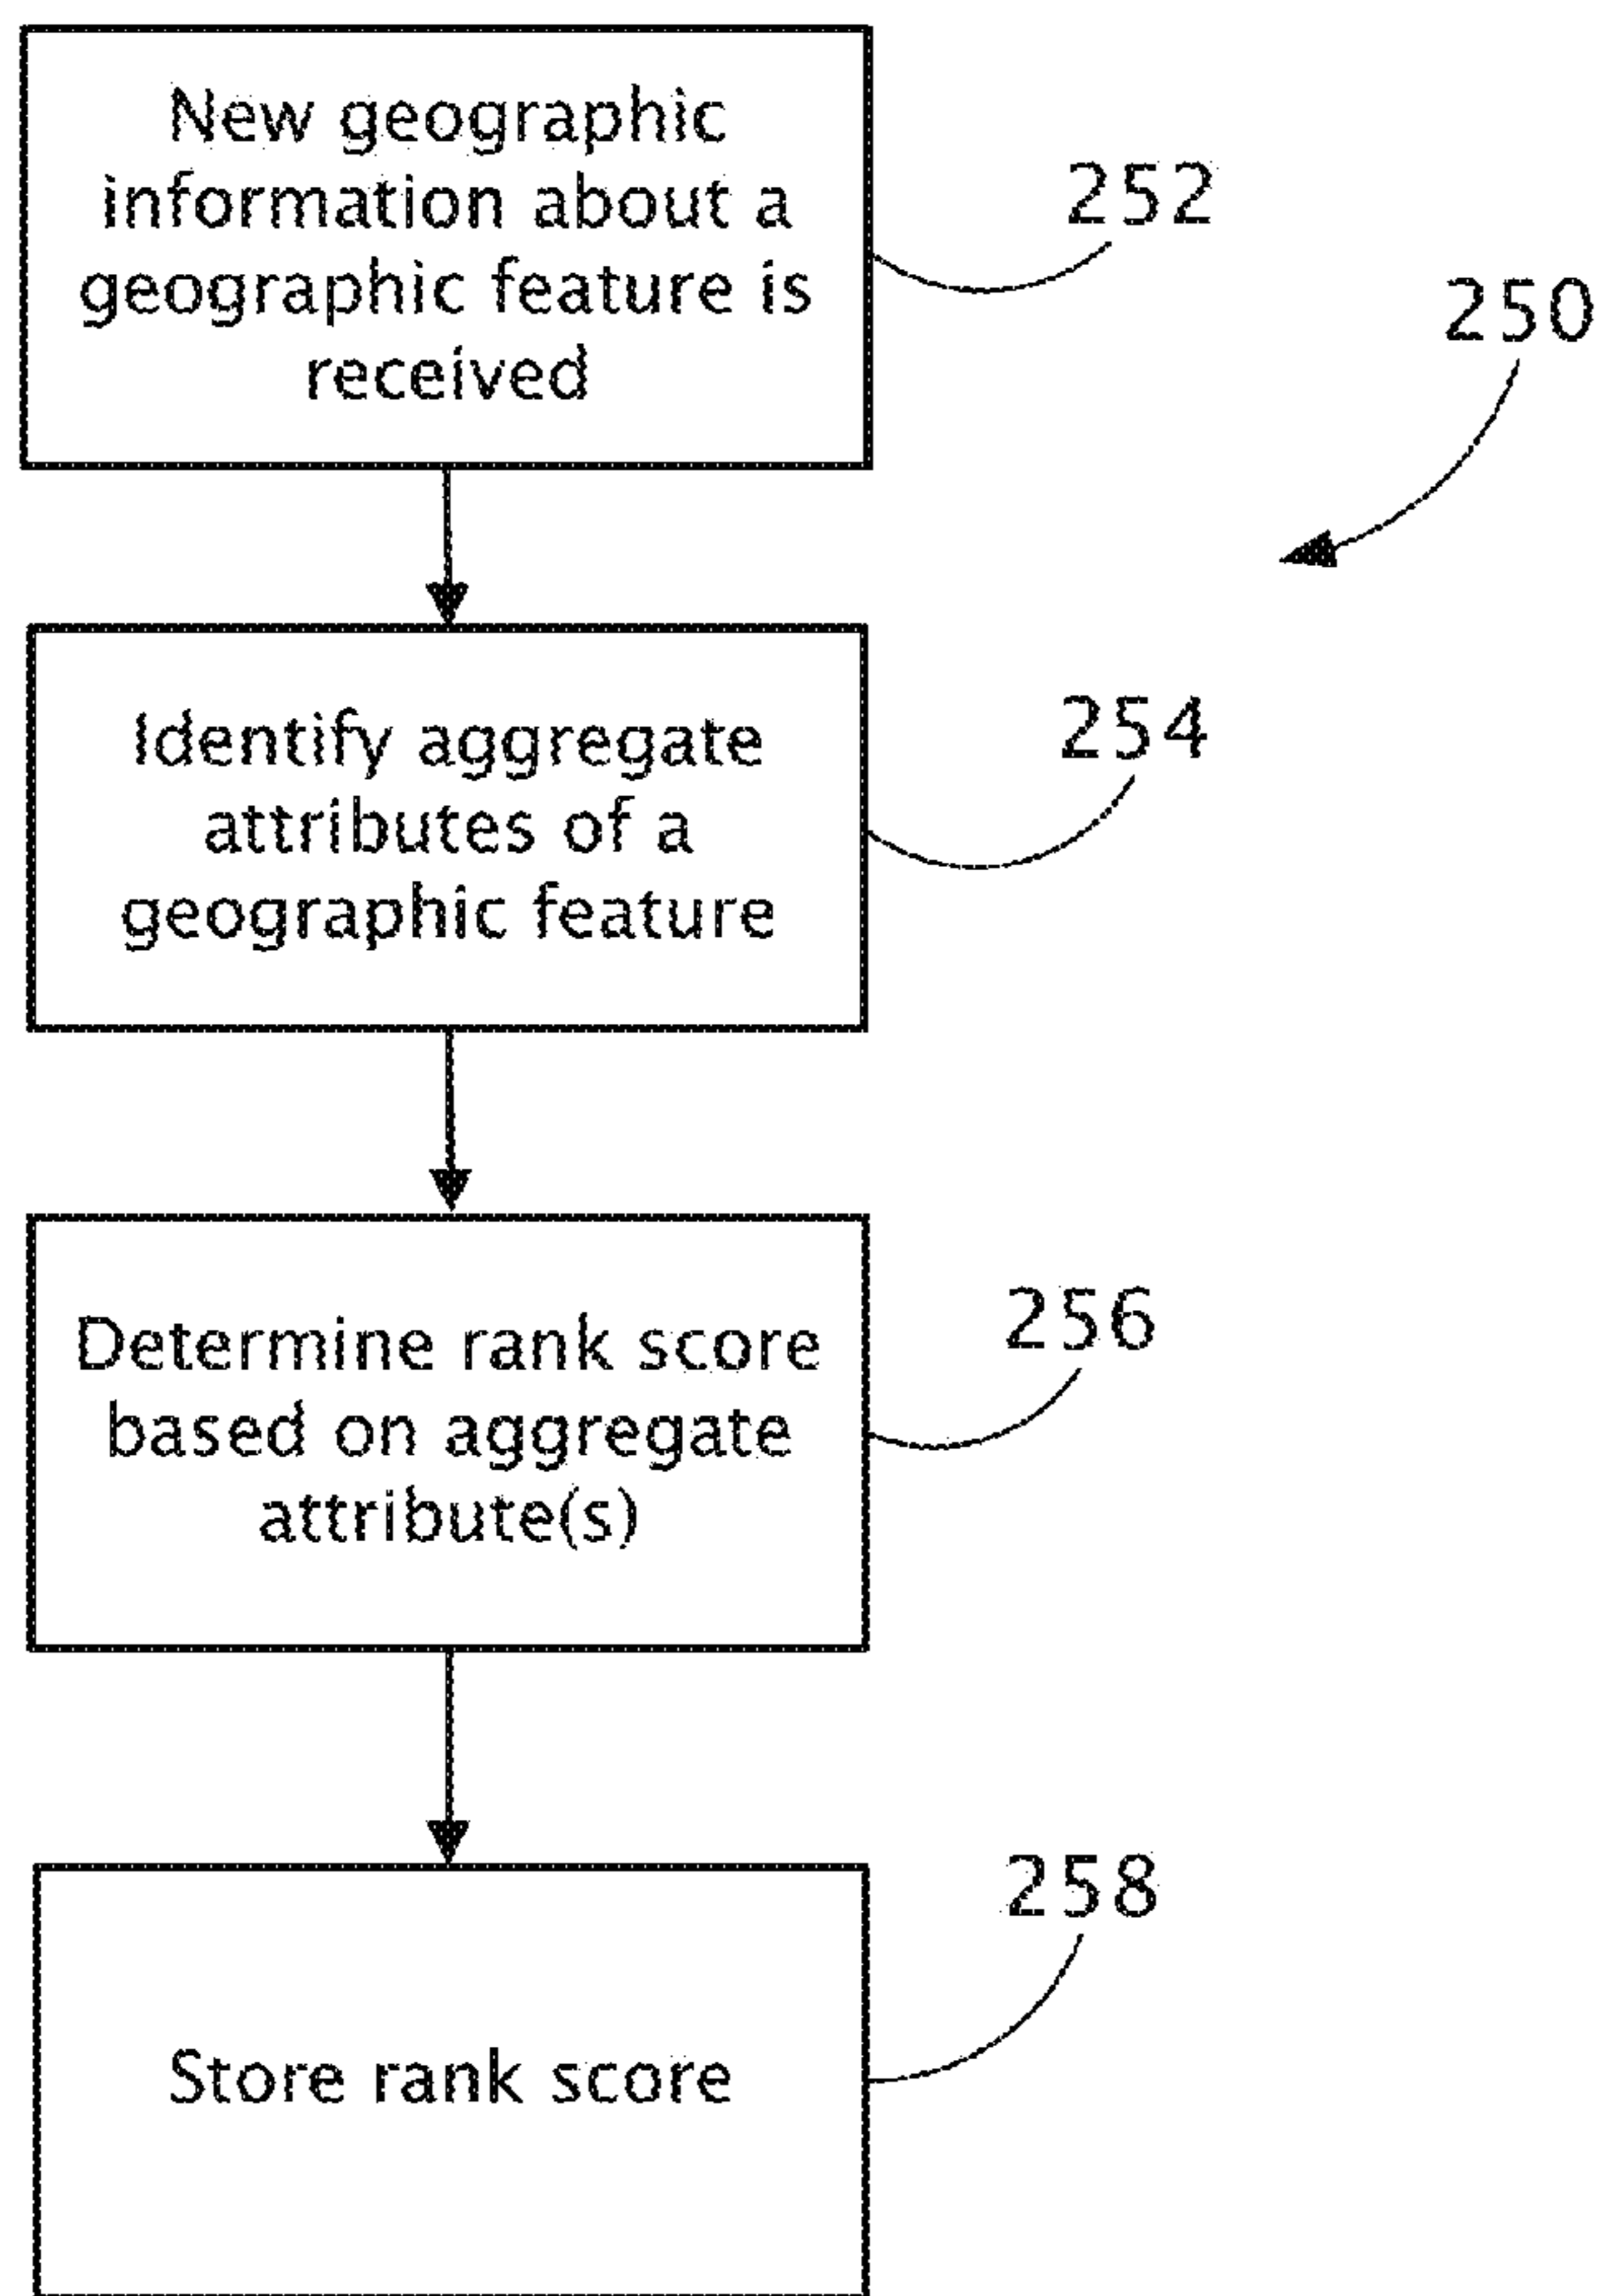 New geographic
information about a
geographic feature is
received
252
250
Identify aggregate
attributes of a
geographic feature
254
Determine rank score
based on aggregate
attribute(s)
256
Store rank score
258